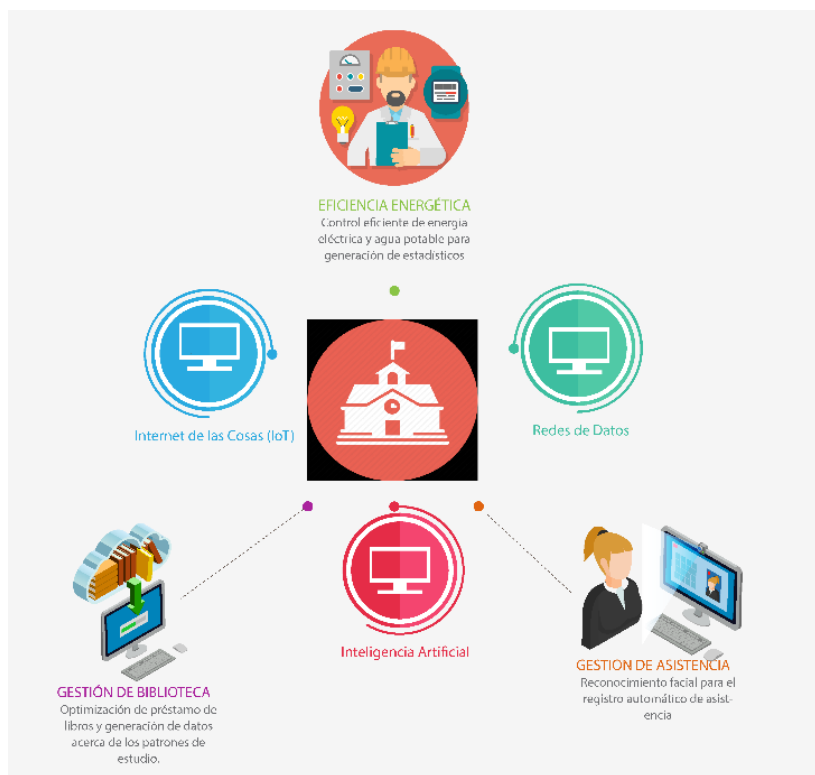 EFICIENCIA ENERGÉTICA
Control eficiente de energia
eléctrica y agua potable para
generación de estadísticos
Internet de las Cosas (IoT)
Redes de Datos
Inteligencia Artificial
GESTIÓN DE BIBLIOTECA
Optimización de préstamo de
libros y generación de datos
acerca de los patrones de
estudio.
GESTION DE ASISTENCIA
Reconocimiento facial para el
registro automático de asist-
encia